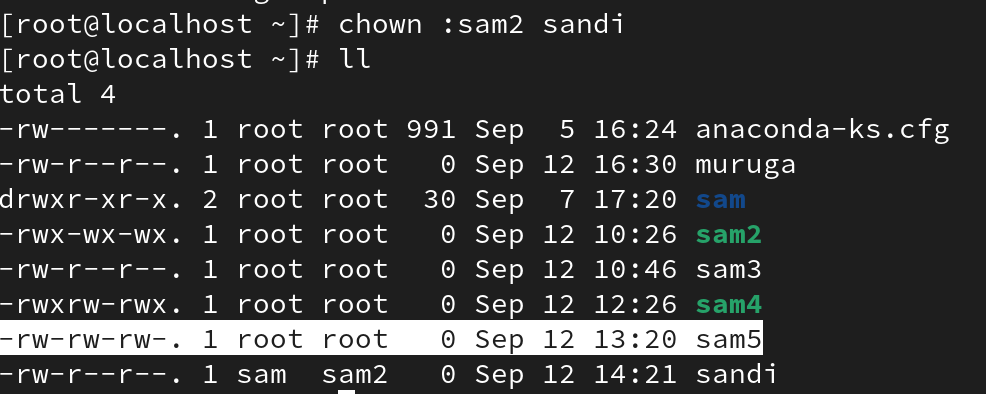 [root@localhost ~]# chown :sam2 sandi
[root@localhost ~]# ll
total 4
-rw-------. 1 root root 991 Sep  5 16:24 anaconda-ks.cfg
-rw-r--r--. 1 root root   0 Sep 12 16:30 muruga
drwxr-xr-x. 2 root root  30 Sep  7 17:20 sam
-rwx-wx-wx. 1 root root   0 Sep 12 10:26 sam2
-rw-r--r--. 1 root root   0 Sep 12 10:46 sam3
-rwxrw-rwx. 1 root root   0 Sep 12 12:26 sam4
-rw-rw-rw-. 1 root root   0 Sep 12 13:20 sam5
-rw-r--r--. 1 sam  sam2   0 Sep 12 14:21 sandi